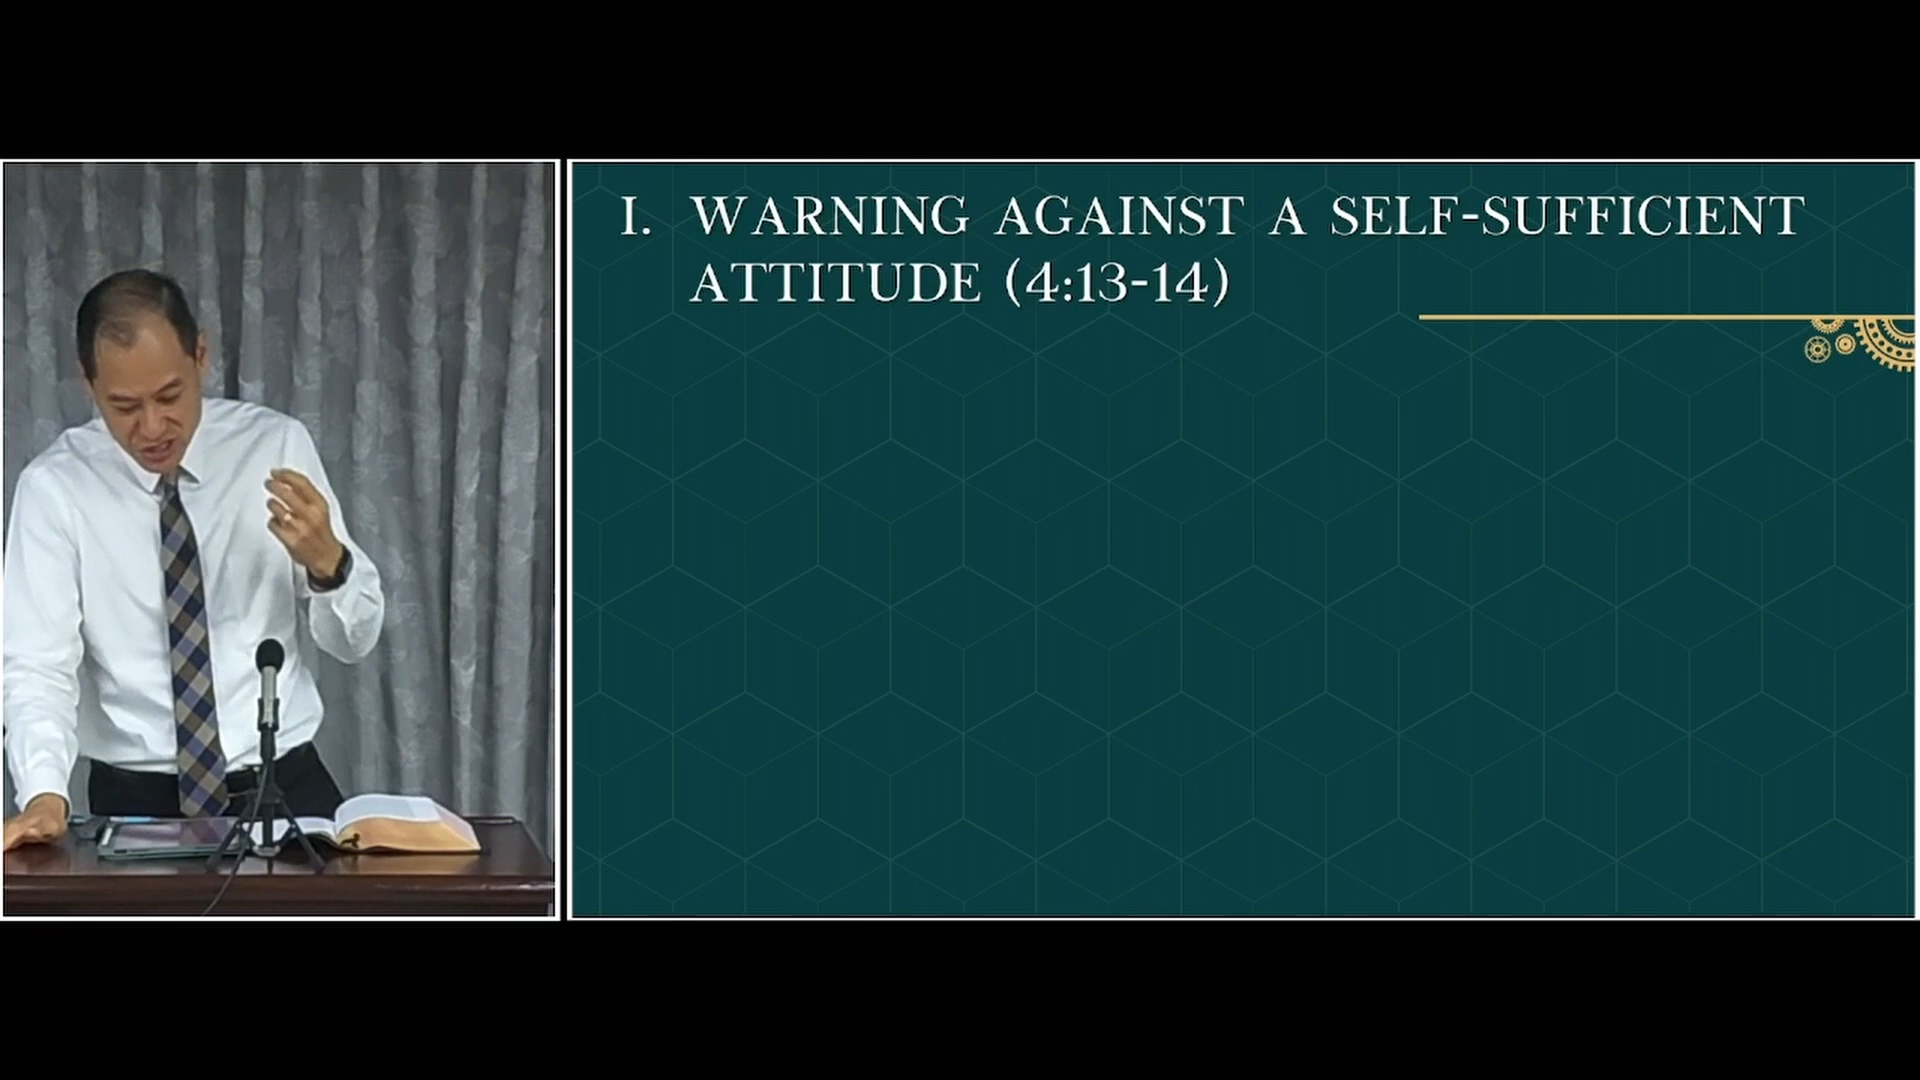 I. WARNING AGAINST A SELF-SUFFICIENT
ATTITUDE (4:13-14)